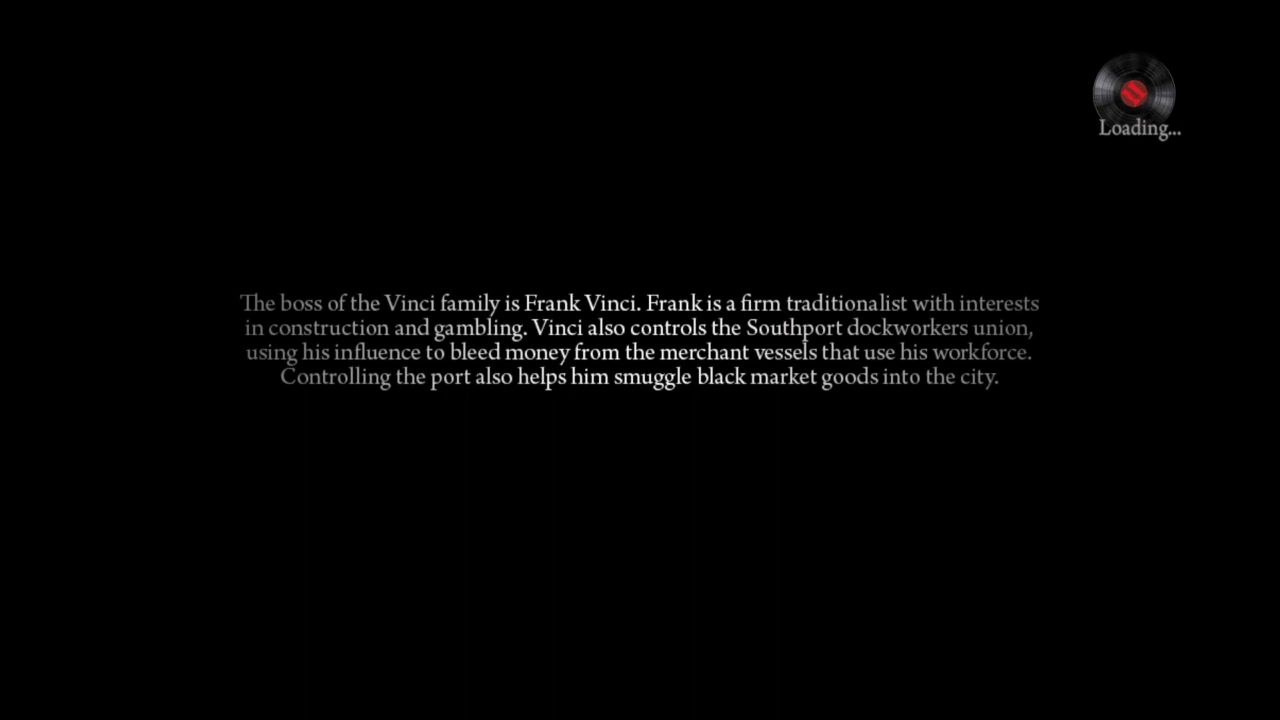 Loading...
The boss of the Vinci family is Frank Vinci. Frank is a firm traditionalist with interests
in construction and gambling. Vinci also controls the Southport dockworkers union,
using his influence to bleed money from the merchant vessels that use his workforce.
Controlling the port also helps him smuggle black market goods into the city.